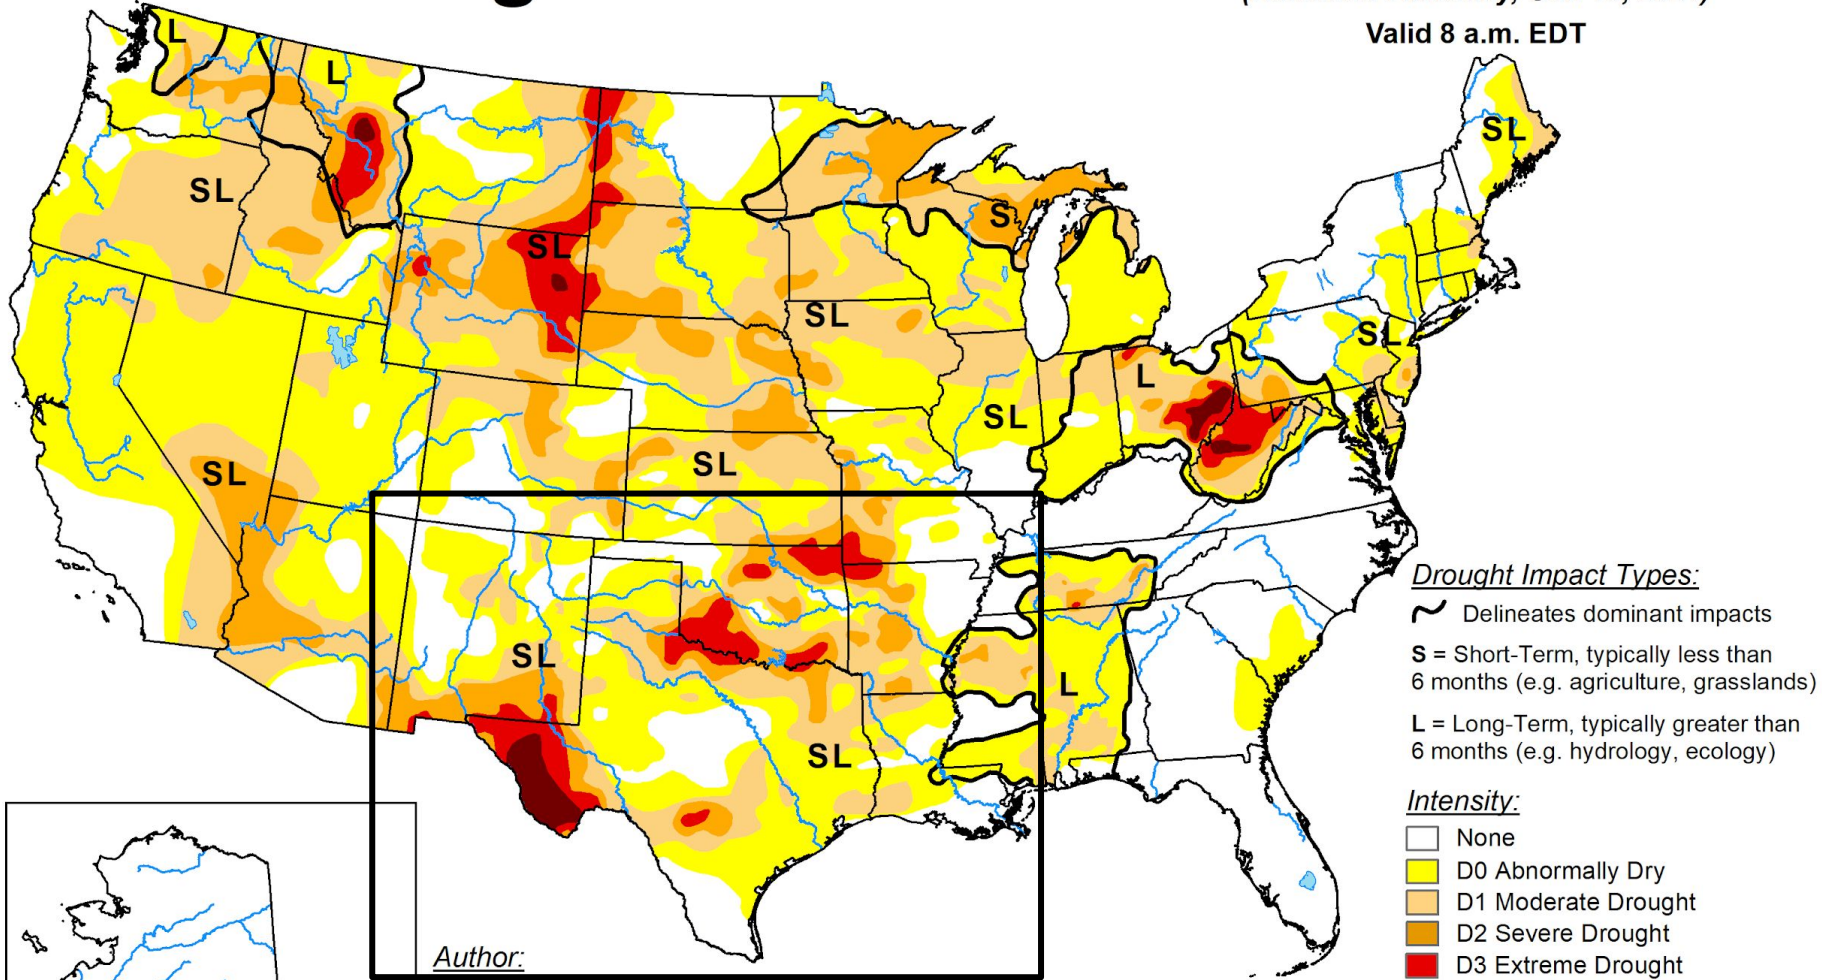 Valid 8 a.m. EDT
L
L
SL
SL
S
SL
SL
SL
L
SL
SL
SL
SL
L
SL
Drought Impact Types:
Delineates dominant impacts
S = Short-Term, typically less than
6 months (e.g. agriculture, grasslands)
L = Long-Term, typically greater than
6 months (e.g. hydrology, ecology)
Intensity:
None
D0 Abnormally Dry
D1 Moderate Drought
D2 Severe Drought
D3 Extreme Drought
Author: